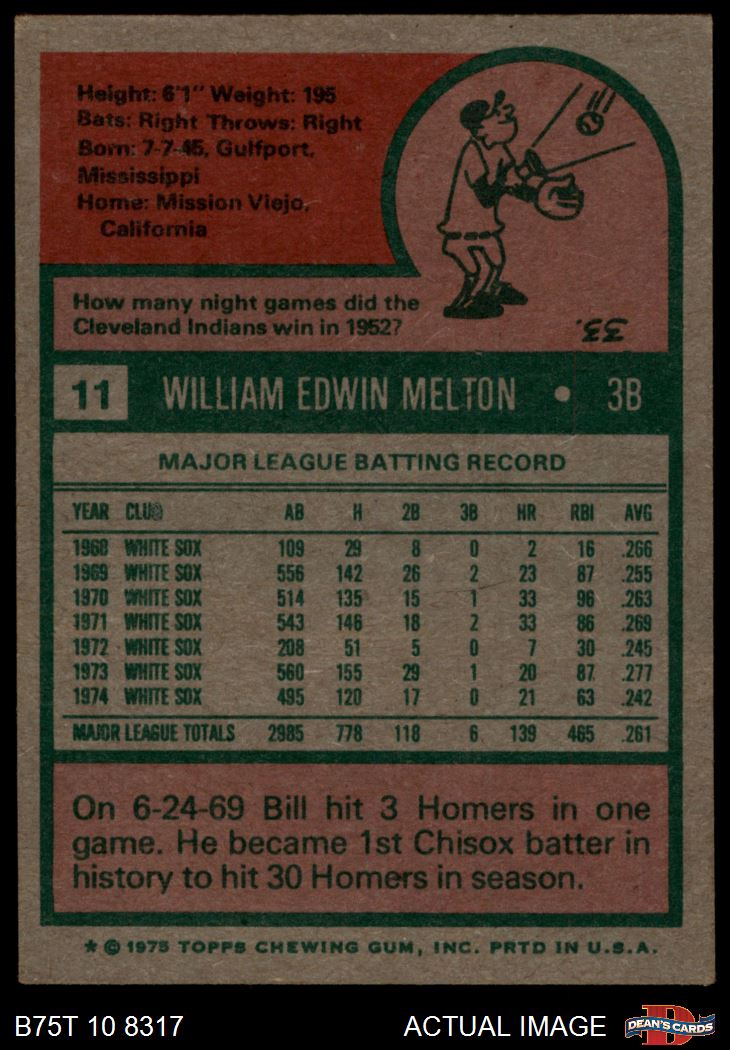 Height: 6'1" Weight: 195
Bats: Right Throws: Right
Born: 7-7-45, Gulfport,
Mississippi
Home: Mission Viejo,
California
How many night games did the
Cleveland Indians win in 1952?
33.
11 WILLIAM EDWIN MELTON • 3B
MAJOR LEAGUE BATTING RECORD
YEAR CLUB AB H 2B 3B HR RBI AVG
1968 WHITE SOX 109 29 8 0 2 16 .266
1969 WHITE SOX 556 142 26 2 23 87 .255
1970 WHITE SOX 514 135 15 1 33 96 .263
1971 WHITE SOX 543 146 18 2 33 86 .269
1972 WHITE SOX 208 51 5 0 7 30 .245
1973 WHITE SOX 560 155 29 1 20 87 .277
1974 WHITE SOX 495 120 17 0 21 63 .242
MAJOR LEAGUE TOTALS 2985 778 118 6 139 465 .261
On 6-24-69 Bill hit 3 Homers in one
game. He became 1st Chisox batter in
history to hit 30 Homers in season.
★ © 1975 TOPPS CHEWING GUM, INC. PRTD IN U.S.A.
B75T 10 8317 ACTUAL IMAGE D DEAN'S CARDS